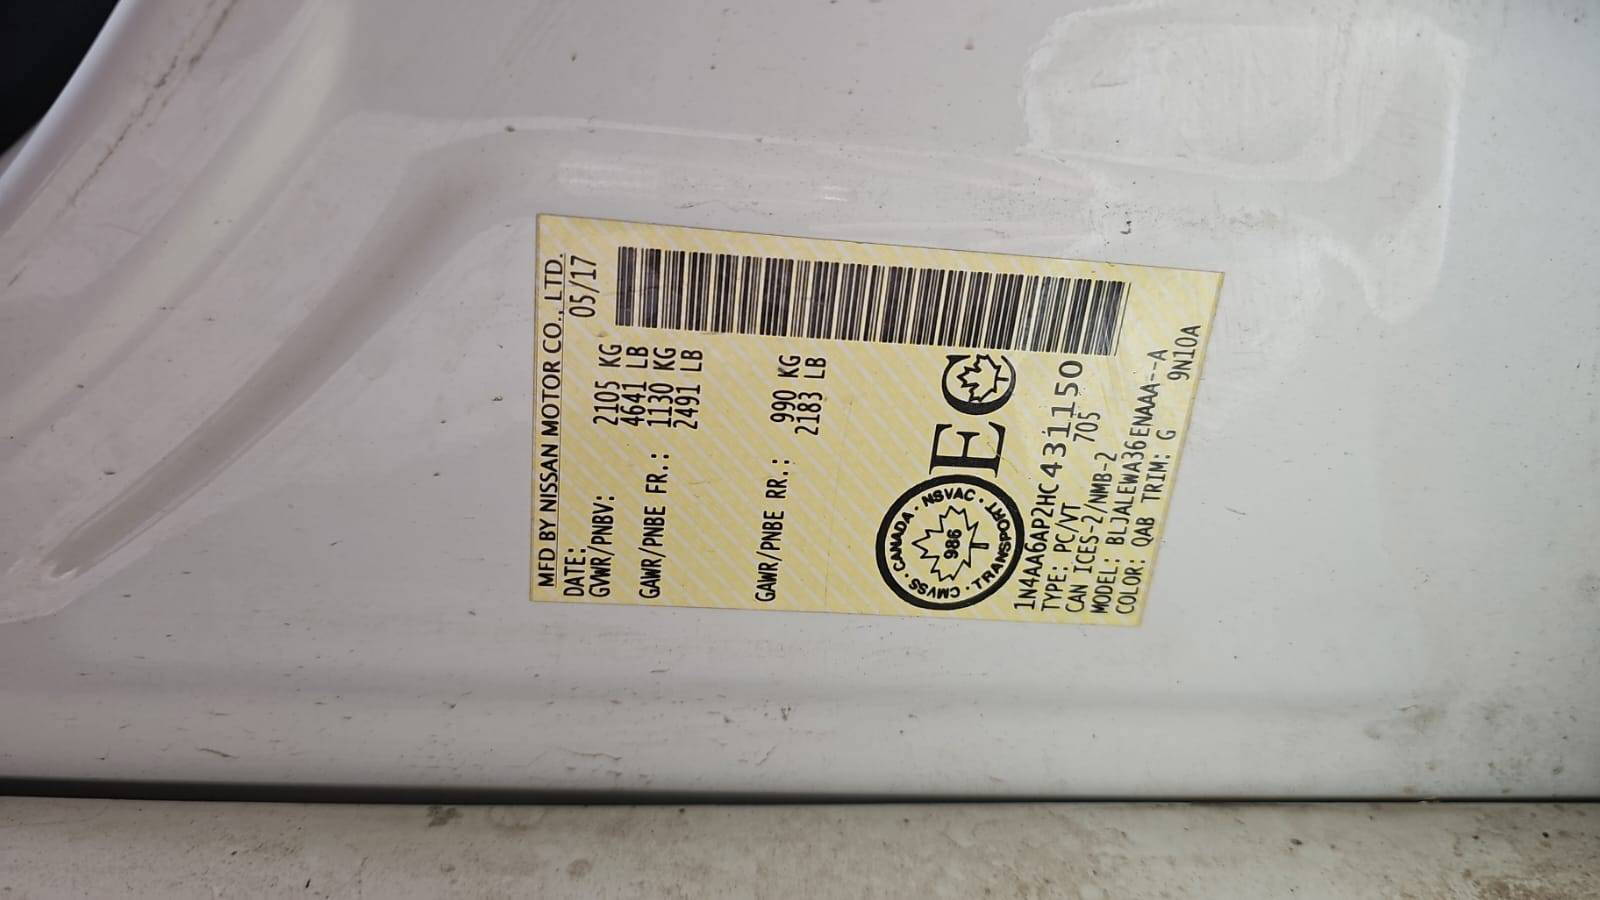 MFD BY NISSAN MOTOR CO., LTD.
DATE: 05/17
GVWR/PNBV: 2105 KG
4641 LB
GAWR/PNBE FR.: 1130 KG
2491 LB
GAWR/PNBE RR.: 990 KG
2183 LB
CANADA · NSVAC · TRANSPORT · CMVSS ·
986
EC
1N4AA6AP2HC431150
TYPE: PC/VT 705
CAN ICES-2/NMB-2
MODEL: BLJALEWA36ENAAA--A
COLOR: QAB TRIM: G 9N10A